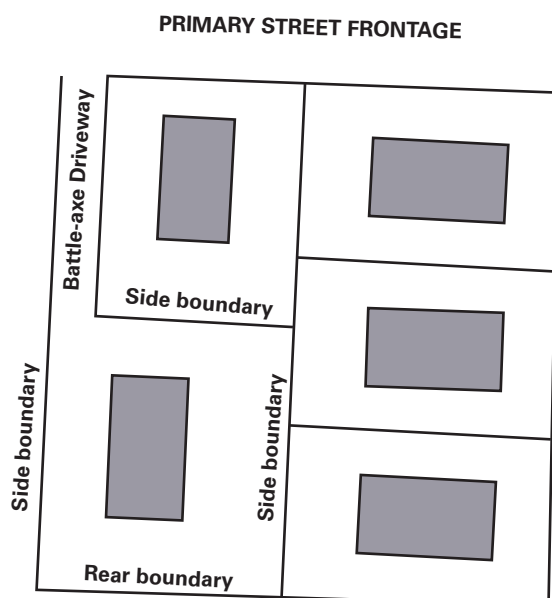 PRIMARY STREET FRONTAGE
Battle-axe Driveway
Side boundary
Side boundary
Side boundary
Rear boundary